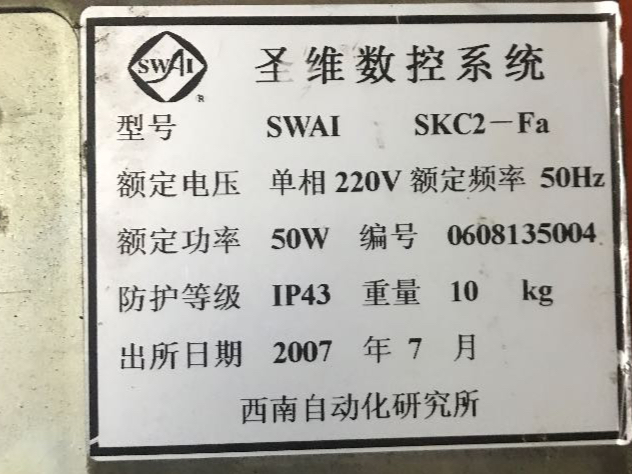 SWAI ® 圣维数控系统
型号 SWAI SKC2-Fa
额定电压 单相 220V 额定频率 50Hz
额定功率 50W 编号 0608135004
防护等级 IP43 重量 10 kg
出所日期 2007 年 7 月
西南自动化研究所